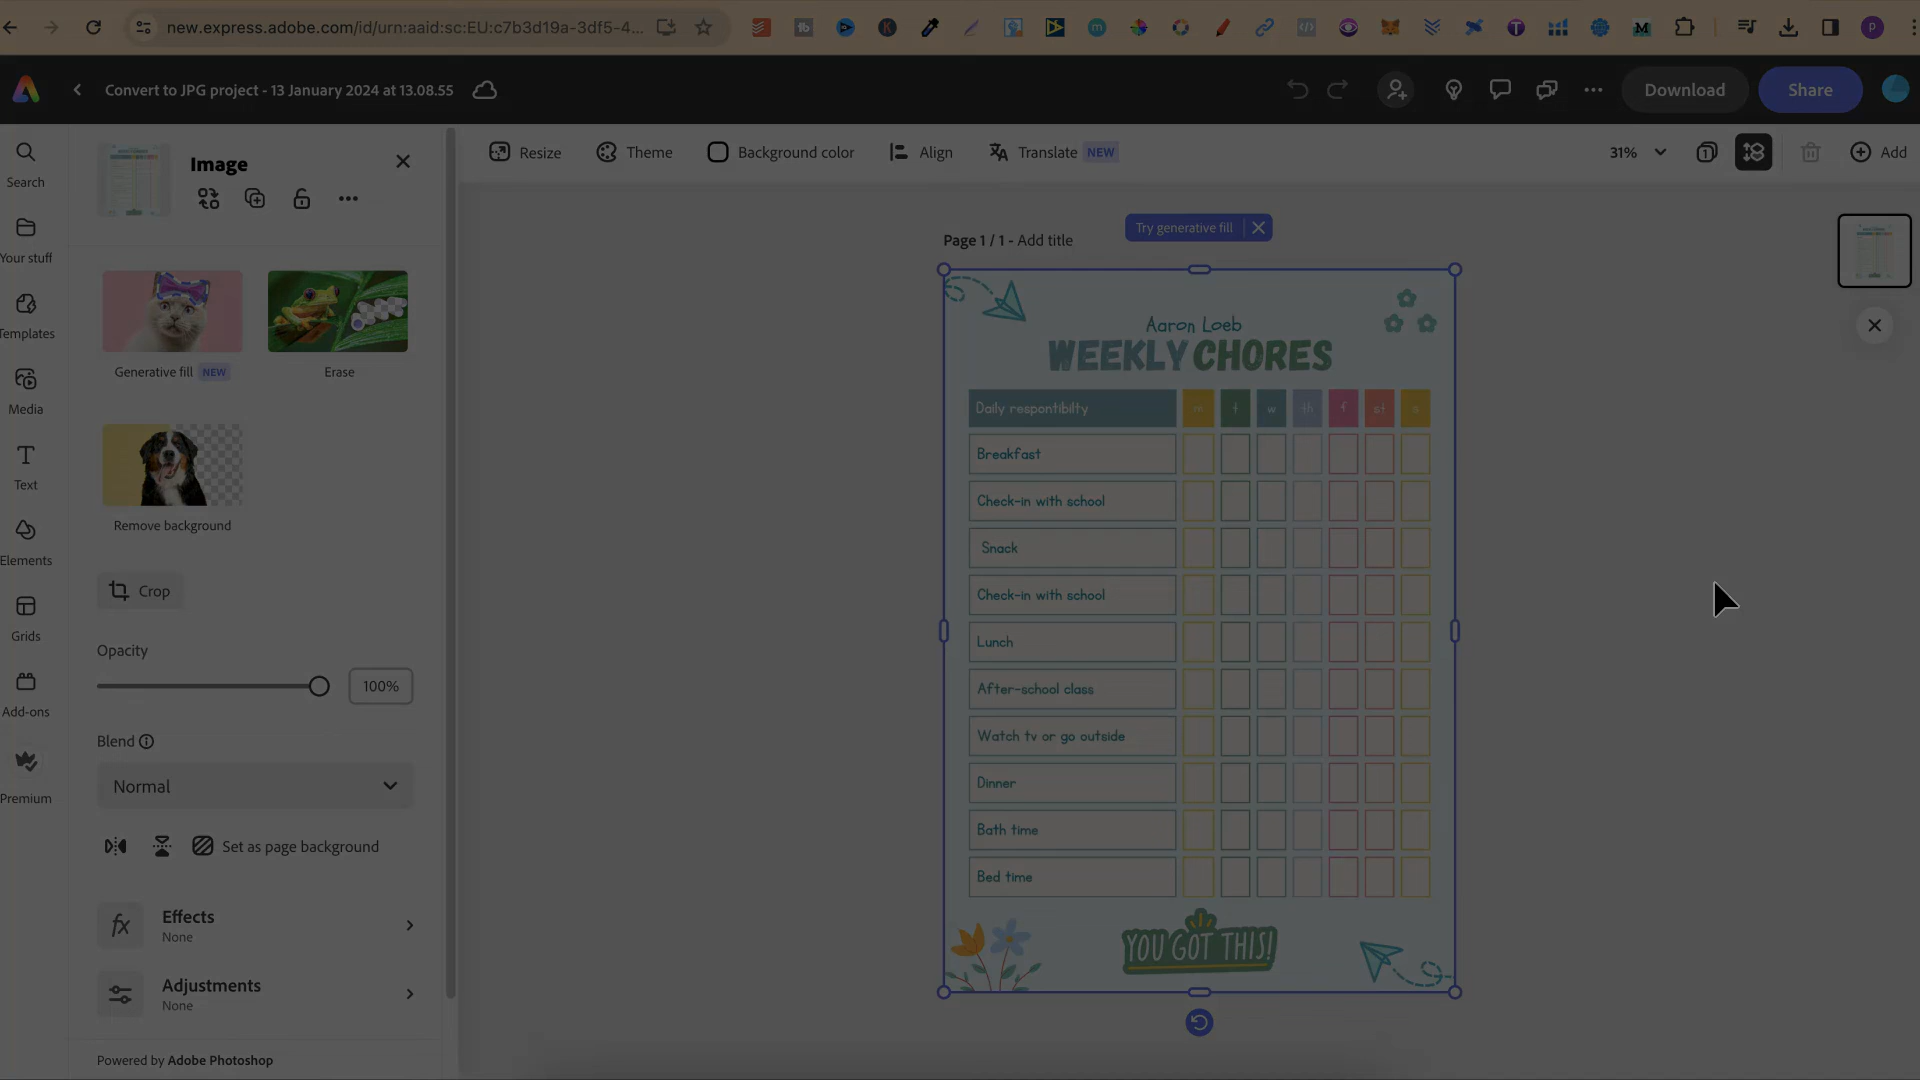 new.express.adobe.com/id/urn:aaid:sc:EU:c7b3d19a-3df5-4...
Convert to JPG project - 13 January 2024 at 13.08.55
Download
Share
Search
Your stuff
Templates
Media
Text
Elements
Grids
Add-ons
Premium
Image
Generative fill NEW
Erase
Remove background
Crop
Opacity
100%
Blend
Normal
Set as page background
Effects
None
Adjustments
None
Powered by Adobe Photoshop
Resize
Theme
Background color
Align
Translate NEW
31%
Add
Page 1 / 1 - Add title
Try generative fill
Aaron Loeb
WEEKLY CHORES
Daily respontibilty m t w th f st s
Breakfast
Check-in with school
Snack
Check-in with school
Lunch
After-school class
Watch tv or go outside
Dinner
Bath time
Bed time
YOU GOT THIS!